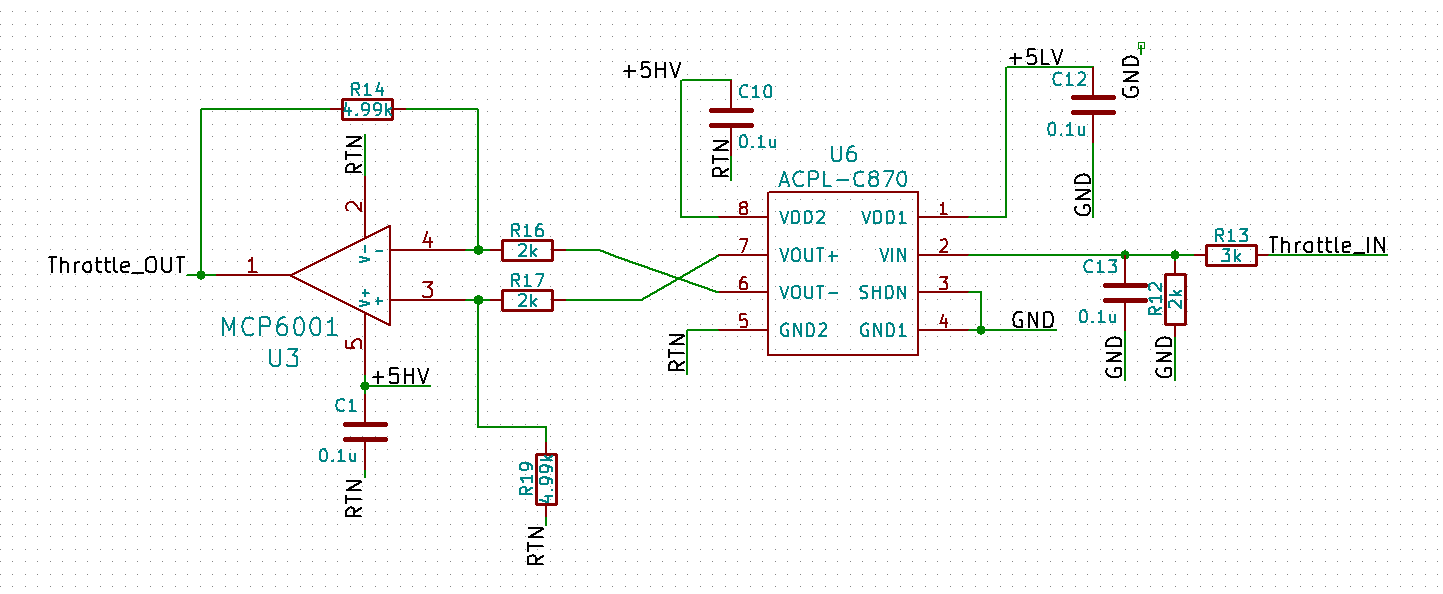 +5HV
+5LV
GND
C12
C10
R14
4.99k
0.1u
0.1u
RTN
RTN
U6
ACPL-C870
GND
2
8
VDD2
VDD1
1
R16
2k
4
V-
-
7
VOUT+
VIN
2
R13
3k
Throttle_IN
Throttle_OUT
1
C13
R17
2k
3
V+
+
6
VOUT-
SHDN
3
R12
2k
0.1u
MCP6001
U3
5
5
GND2
GND1
4
GND
RTN
GND
GND
+5HV
C1
0.1u
RTN
R19
4.99k
RTN